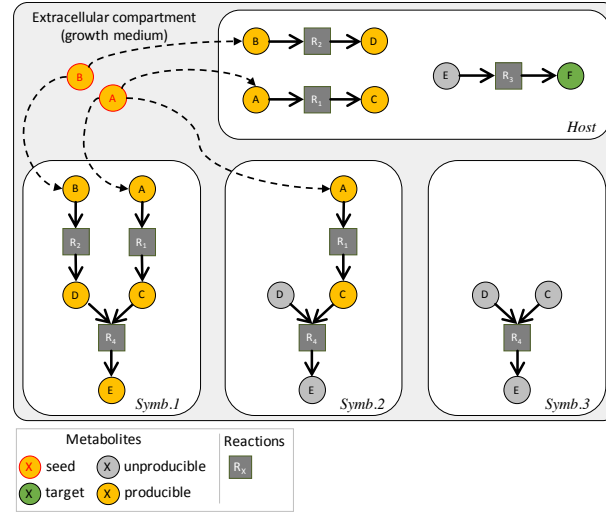 Extracellular compartment
(growth medium)
B
A
B
R2
D
A
R1
C
E
R3
F
Host
B
A
R2
R1
D
C
R4
E
Symb.1
A
R1
D
C
R4
E
Symb.2
D
C
R4
E
Symb.3
Metabolites
Reactions
X seed
X unproducible
RX
X target
X producible